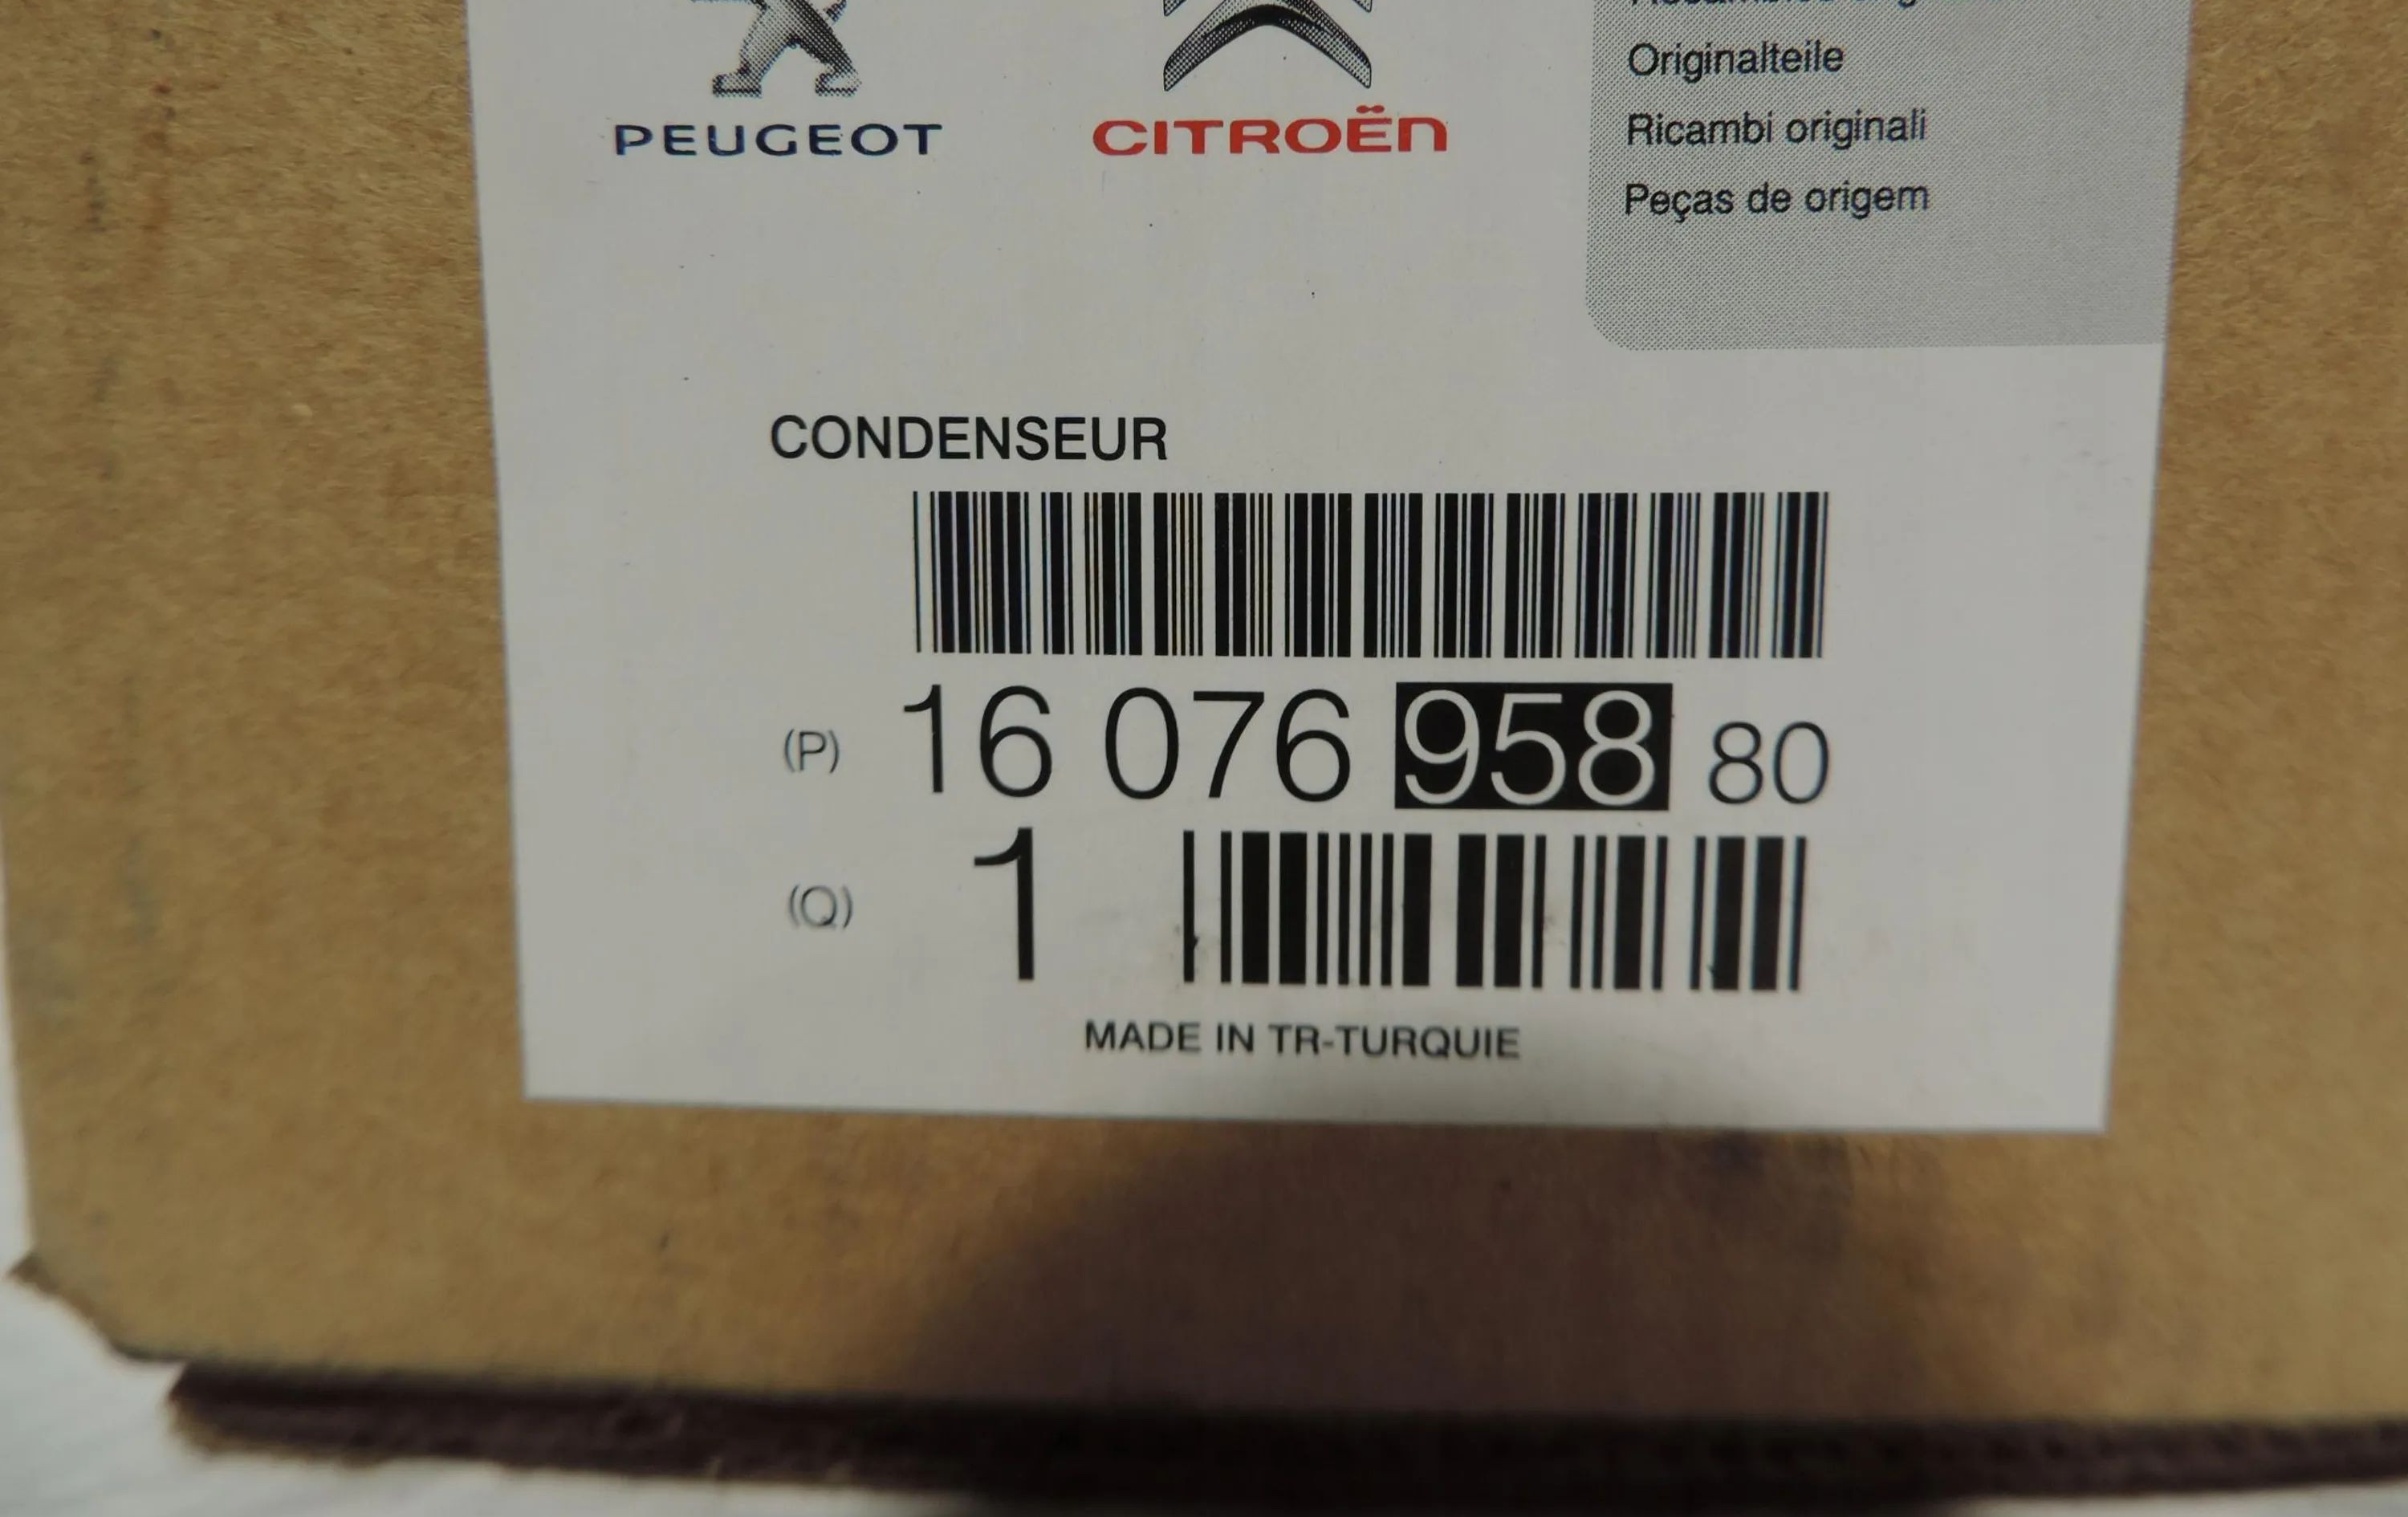 PEUGEOT
CITROËN
Originalteile
Ricambi originali
Peças de origem
CONDENSEUR
(P) 16 076 958 80
(Q) 1
MADE IN TR-TURQUIE